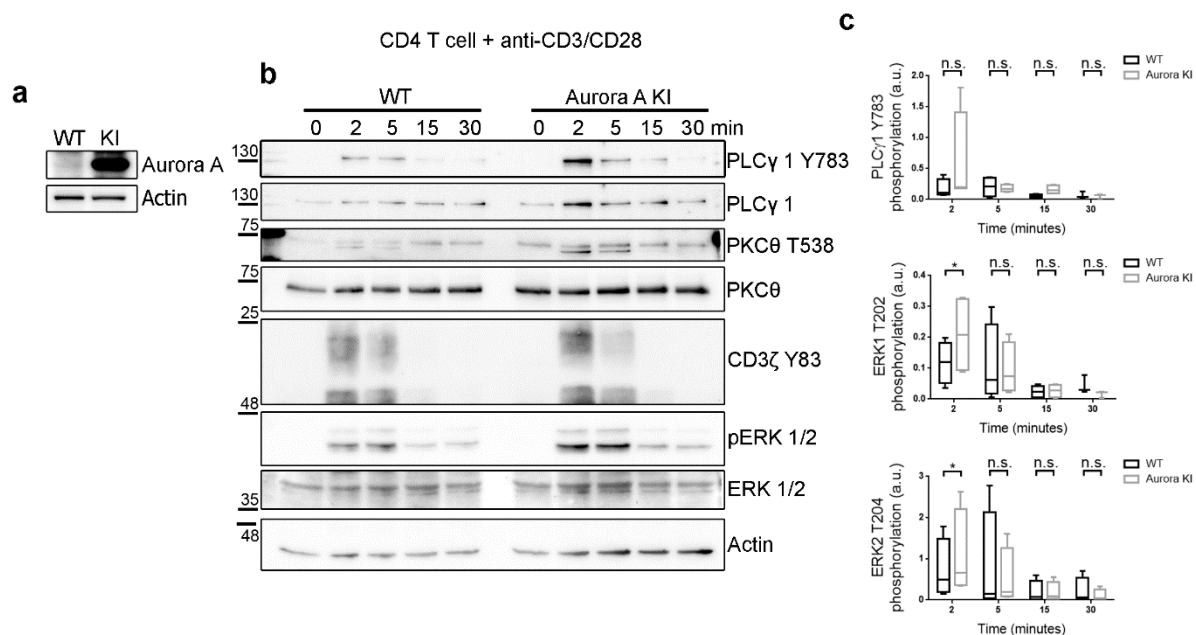 CD4 T cell + anti-CD3/CD28
a
WT KI
Aurora A
Actin
b
WT Aurora A KI
0 2 5 15 30 0 2 5 15 30 min
130 PLCγ 1 Y783
130 PLCγ 1
75 PKCθ T538
75 PKCθ
25 CD3ζ Y83
48 pERK 1/2
35 ERK 1/2
48 Actin
c
n.s. n.s. n.s. n.s.
WT
Aurora KI
PLCγ1 Y783
phosphorylation (a.u.)
2.0
1.5
1.0
0.5
0.0
2 5 15 30
Time (minutes)
* n.s. n.s. n.s.
WT
Aurora KI
ERK1 T202
phosphorylation (a.u.)
0.4
0.3
0.2
0.1
0.0
2 5 15 30
Time (minutes)
* n.s. n.s. n.s.
WT
Aurora KI
ERK2 T204
phosphorylation (a.u.)
3
2
1
0
2 5 15 30
Time (minutes)